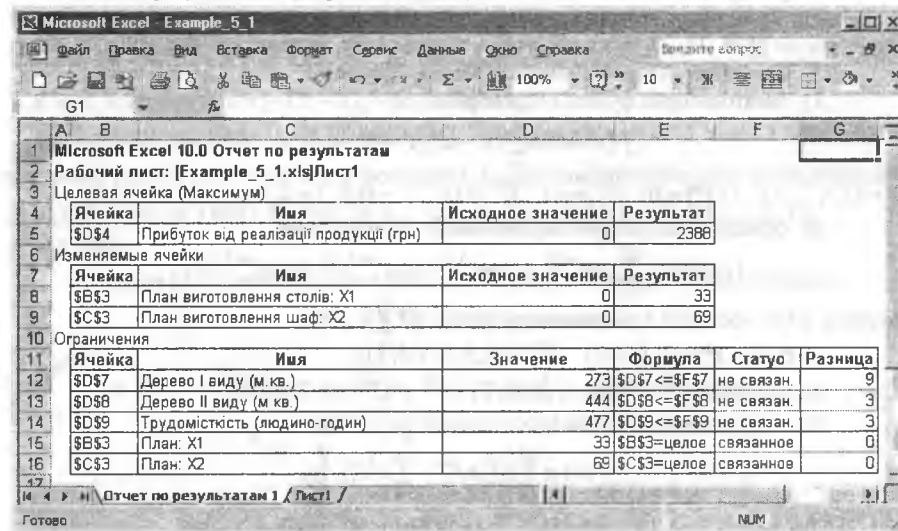 Microsoft Excel - Example_5_1
Файл Правка Вид Вставка Формат Сервис Данные Окно Справка Введите вопрос
100% 10 Ж
G1 fx
A B C D E F G
1 Microsoft Excel 10.0 Отчет по результатам
2 Рабочий лист: [Example_5_1.xls]Лист1
3 Целевая ячейка (Максимум)
4 Ячейка Имя Исходное значение Результат
5 $D$4 Прибуток від реалізації продукції (грн) 0 2388
6 Изменяемые ячейки
7 Ячейка Имя Исходное значение Результат
8 $B$3 План виготовлення столів: X1 0 33
9 $C$3 План виготовлення шаф: X2 0 69
10 Ограничения
11 Ячейка Имя Значение Формула Статус Разница
12 $D$7 Дерево I виду (м.кв.) 273 $D$7<=$F$7 не связан. 9
13 $D$8 Дерево II виду (м кв.) 444 $D$8<=$F$8 не связан. 3
14 $D$9 Трудомісткість (людино-годин) 477 $D$9<=$F$9 не связан. 3
15 $B$3 План: X1 33 $B$3=целое связанное 0
16 $C$3 План: X2 69 $C$3=целое связанное 0
17
Отчет по результатам 1 / Лист1 /
Готово NUM